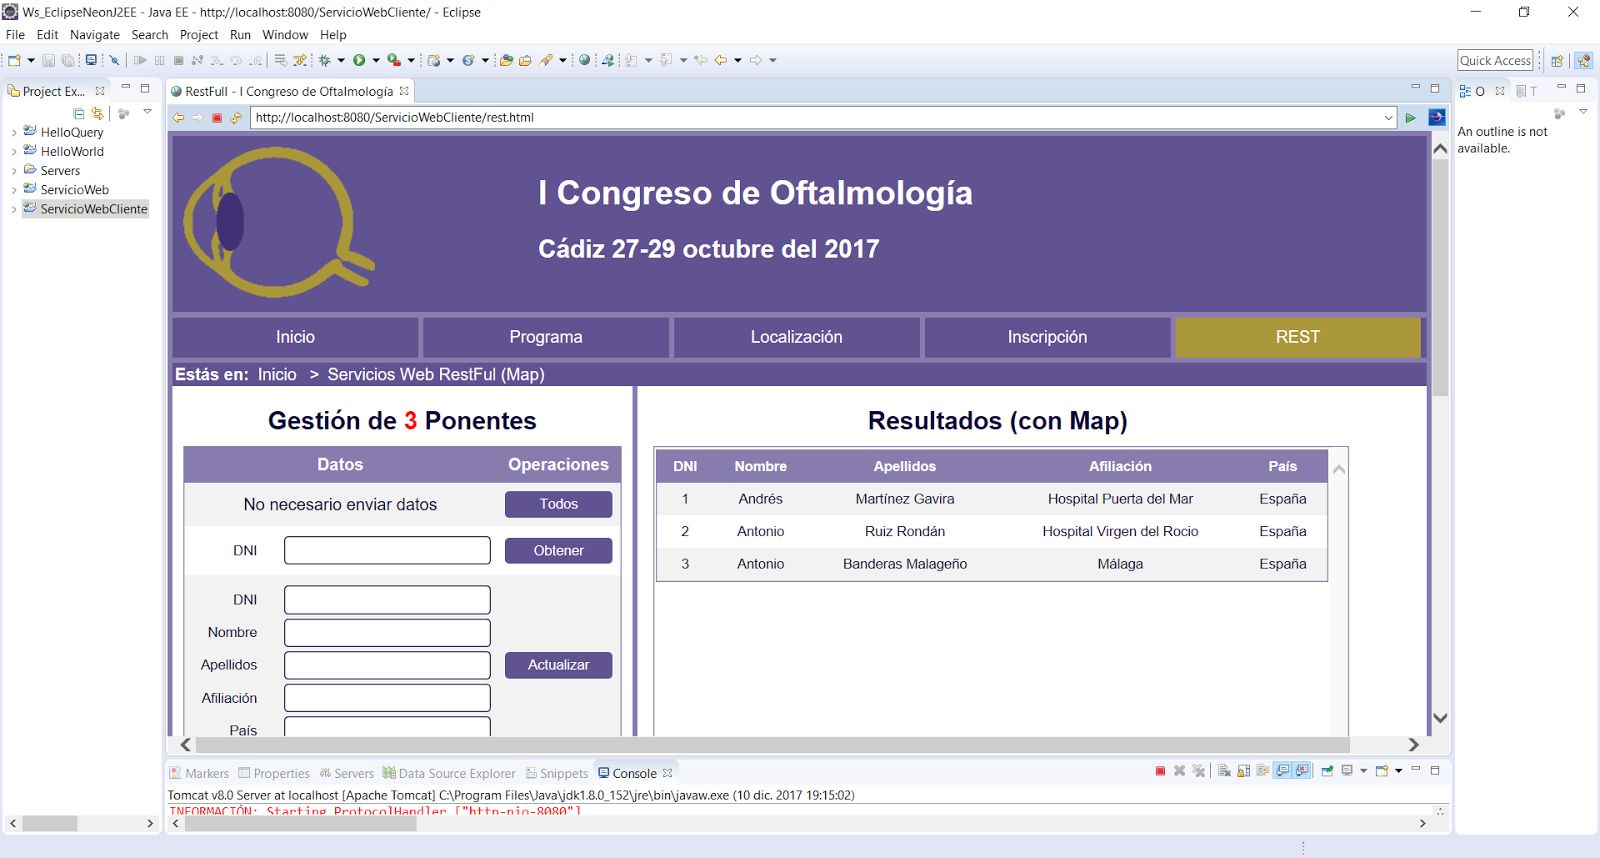 Ws_EclipseNeonJ2EE - Java EE - http://localhost:8080/ServicioWebCliente/ - Eclipse
File Edit Navigate Search Project Run Window Help
Quick Access
Project Ex...
HelloQuery
HelloWorld
Servers
ServicioWeb
ServicioWebCliente
RestFull - I Congreso de Oftalmología
http://localhost:8080/ServicioWebCliente/rest.html
I Congreso de Oftalmología
Cádiz 27-29 octubre del 2017
Inicio Programa Localización Inscripción REST
Estás en: Inicio > Servicios Web RestFul (Map)
Gestión de 3 Ponentes
Datos Operaciones
No necesario enviar datos Todos
DNI Obtener
DNI
Nombre
Apellidos Actualizar
Afiliación
País
Resultados (con Map)
DNI Nombre Apellidos Afiliación País
1 Andrés Martínez Gavira Hospital Puerta del Mar España
2 Antonio Ruiz Rondán Hospital Virgen del Rocio España
3 Antonio Banderas Malageño Málaga España
O T
An outline is not
available.
Markers Properties Servers Data Source Explorer Snippets Console
Tomcat v8.0 Server at localhost [Apache Tomcat] C:\Program Files\Java\jdk1.8.0_152\jre\bin\javaw.exe (10 dic. 2017 19:15:02)
INFORMACIÓN: Starting ProtocolHandler ["http-nio-8080"]